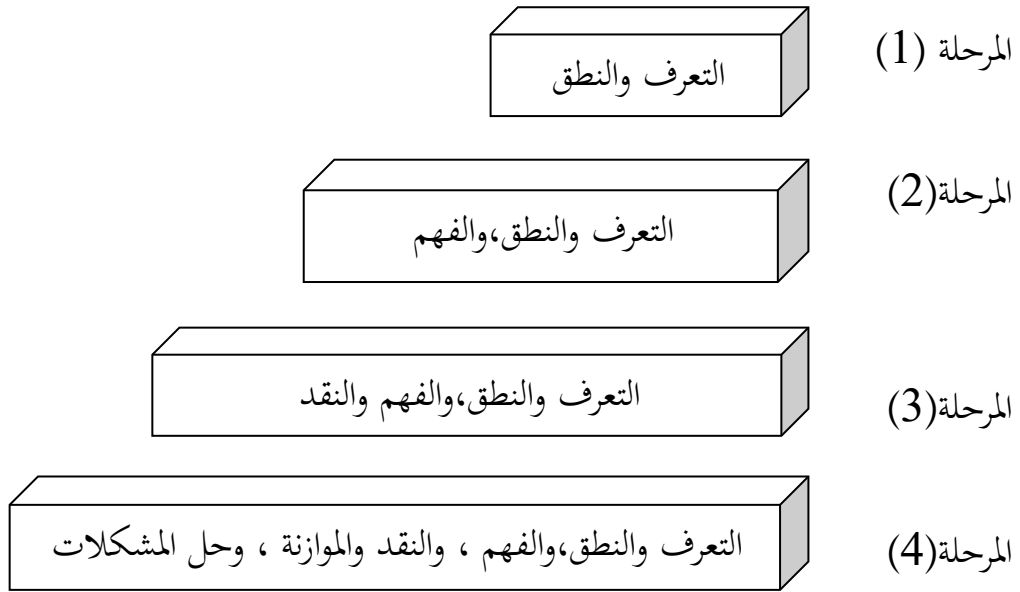 المرحلة (1)
التعرف والنطق
المرحلة(2)
التعرف والنطق،والفهم
المرحلة(3)
التعرف والنطق،والفهم والنقد
المرحلة(4)
التعرف والنطق،والفهم ، والنقد والموازنة ، وحل المشكلات